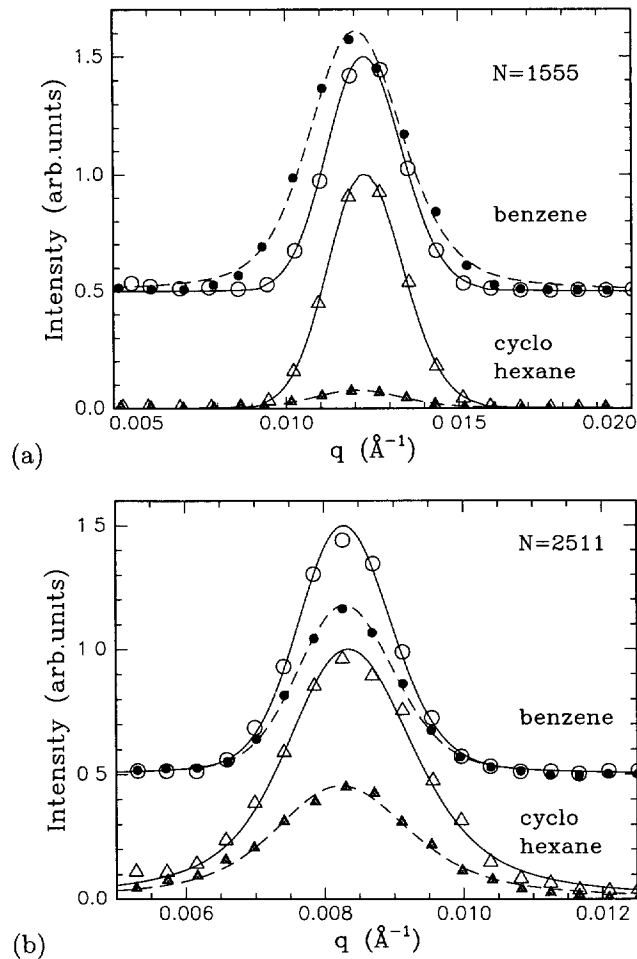 1.5
N=1555
1.0
benzene
0.5
cyclo
hexane
0.0
0.005
0.010
0.015
0.020
Intensity (arb.units)
q (Å⁻¹)
(a)
1 5
N=2511
1 0
benzene
0 5
cyclo
hexane
0.0
0.006
0.008
0.010
0.012
Intensity (arb.units)
q (Å⁻¹)
(b)